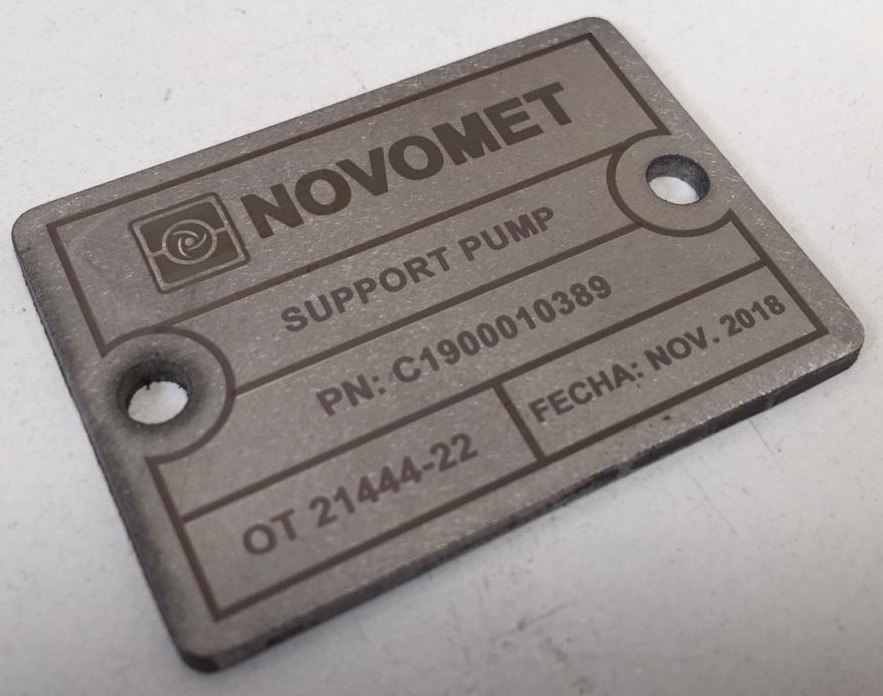 NOVOMET
SUPPORT PUMP
PN: C1900010389
OT 21444-22
FECHA: NOV. 2018